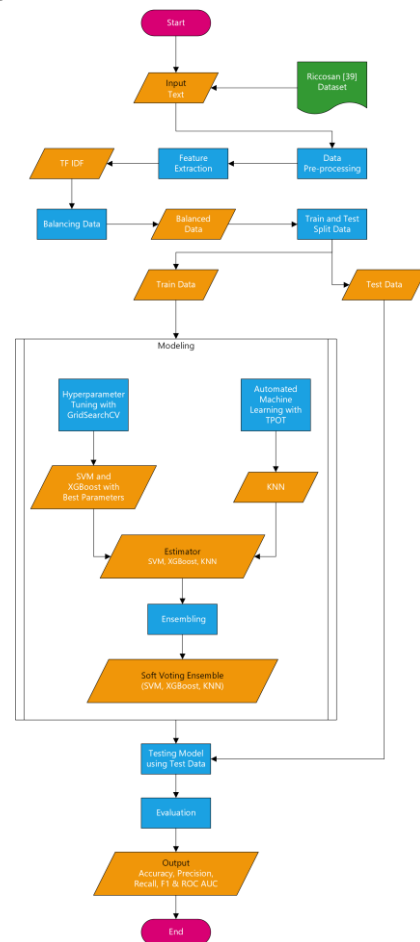 Start
Input
Text
Riccosan [39]
Dataset
TF IDF
Feature
Extraction
Data
Pre-processing
Balancing Data
Balanced
Data
Train and Test
Split Data
Train Data
Test Data
Modeling
Hyperparameter
Tuning with
GridSearchCV
Automated
Machine
Learning with
TPOT
SVM and
XGBoost with
Best Parameters
KNN
Estimator
SVM, XGBoost, KNN
Ensembling
Soft Voting Ensemble
(SVM, XGBoost, KNN)
Testing Model
using Test Data
Evaluation
Output
Accuracy, Precision,
Recall, F1 & ROC AUC
End